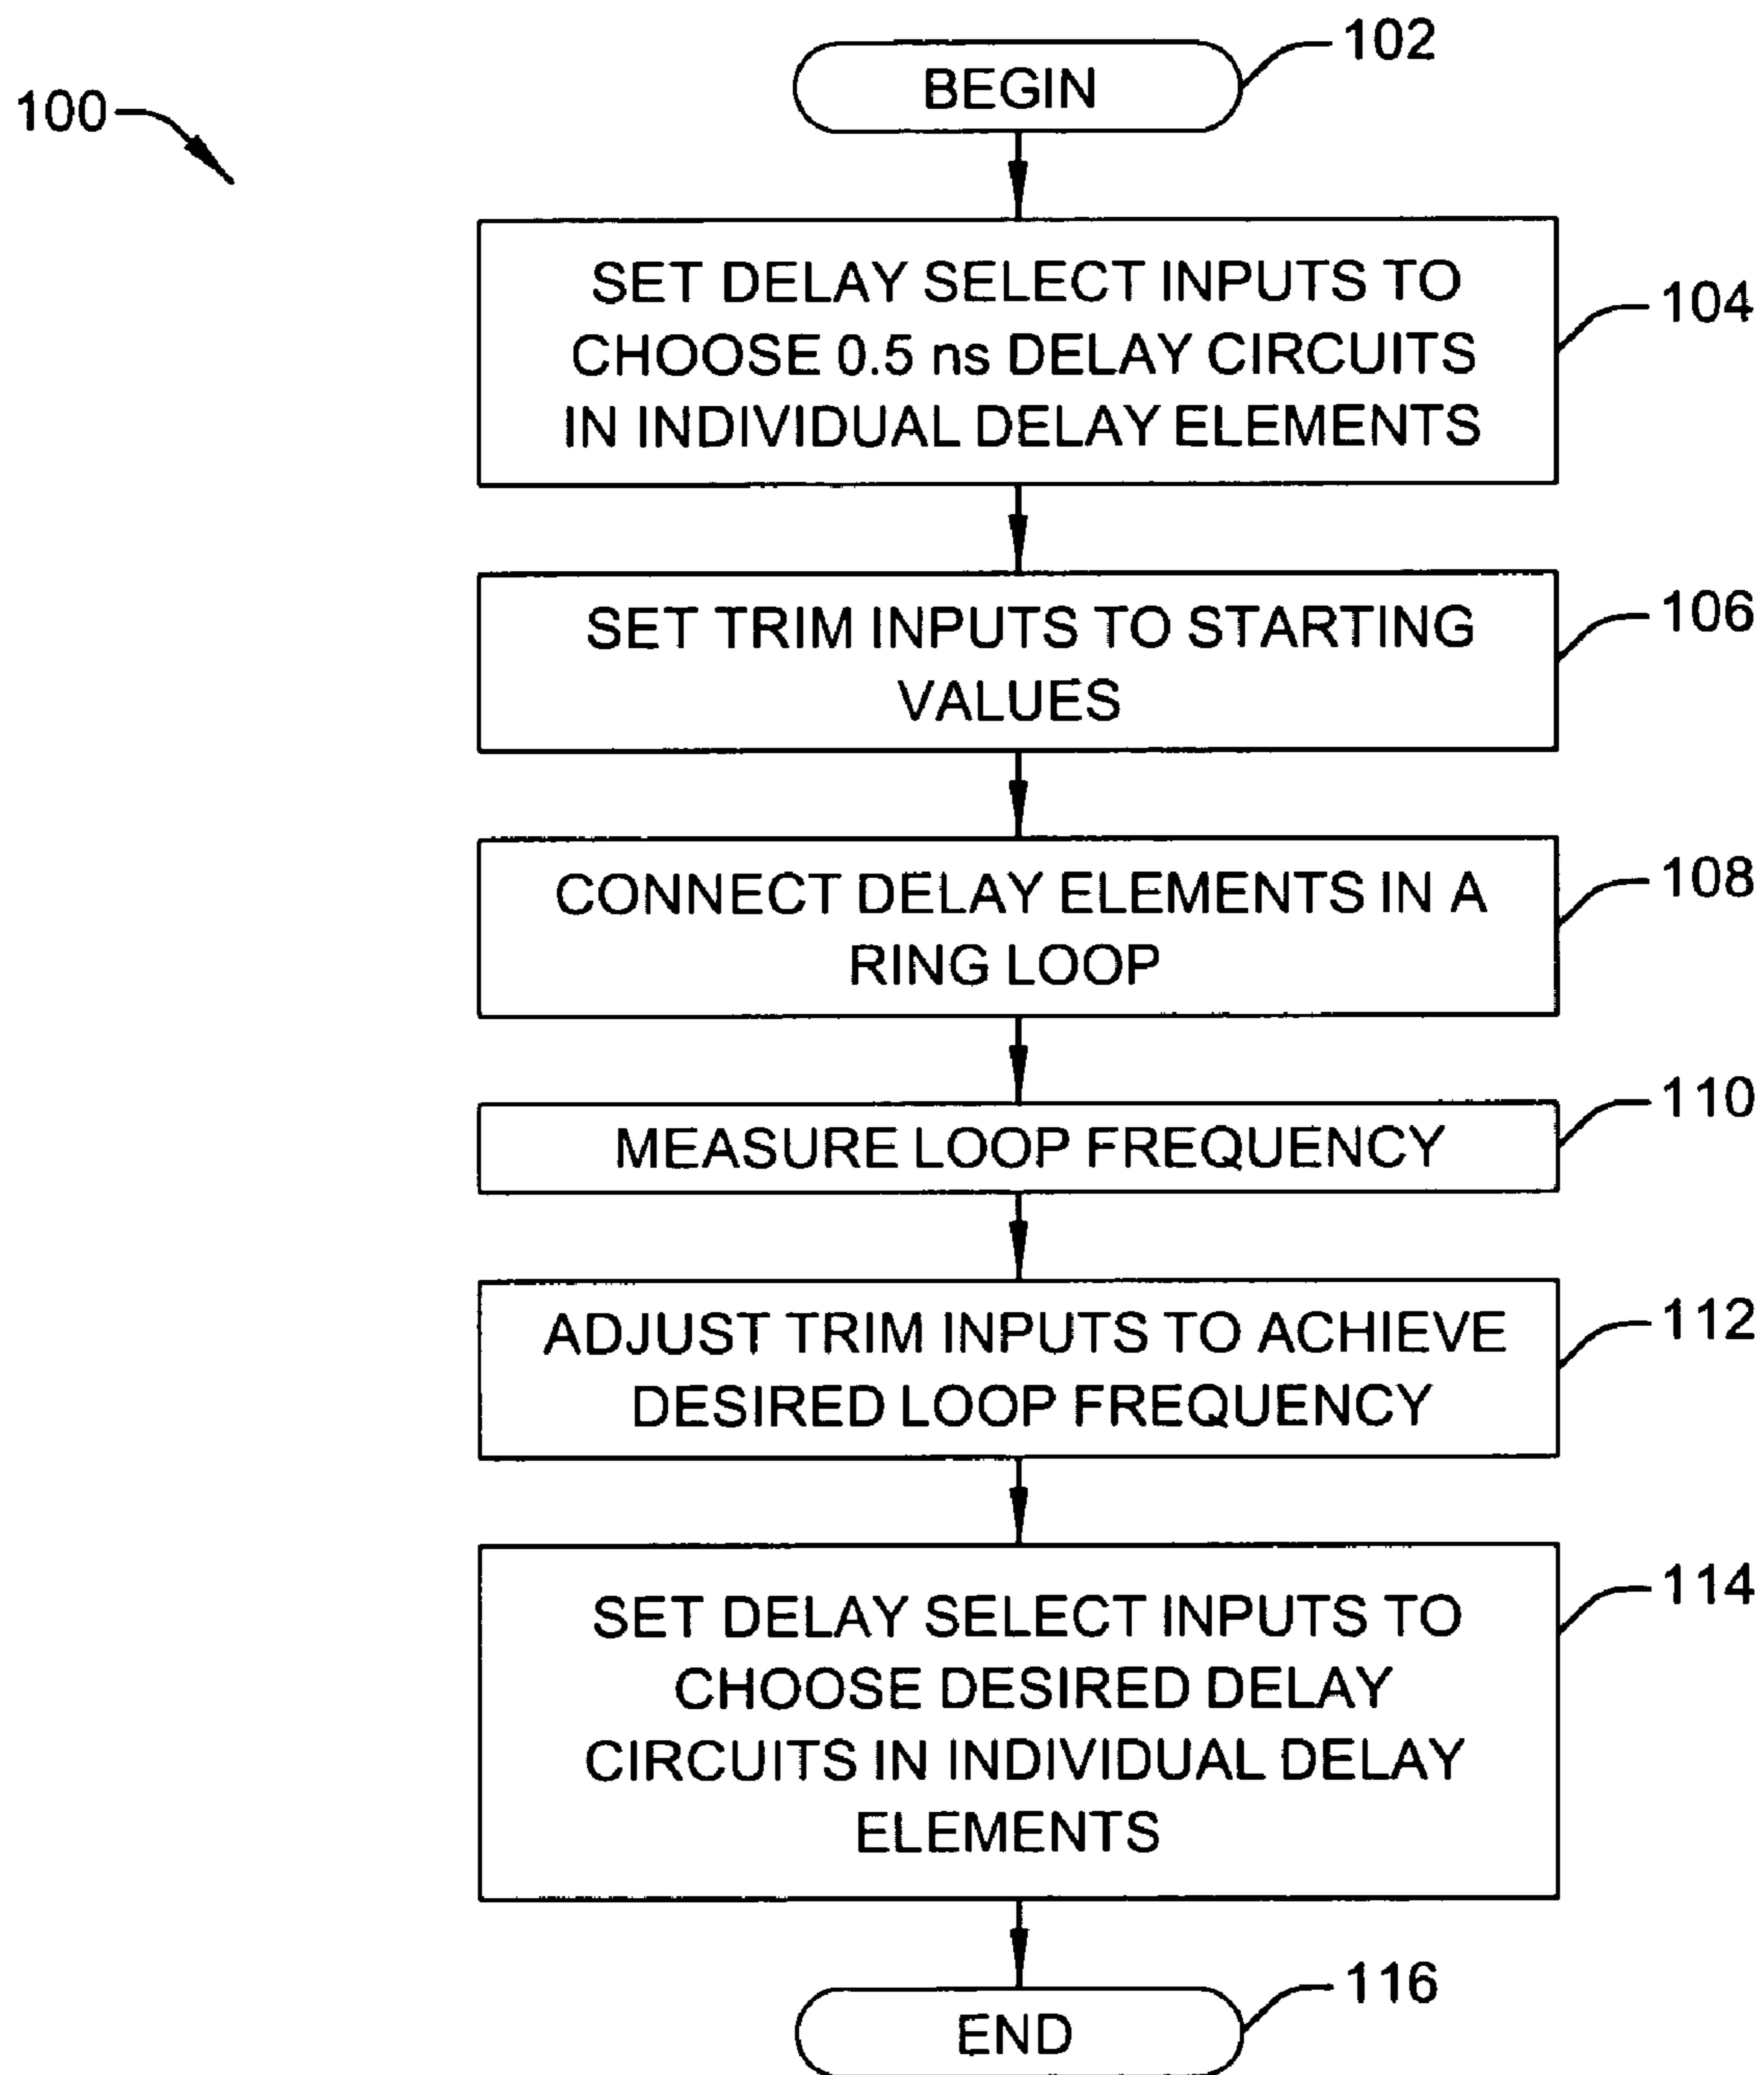 100
BEGIN
102
SET DELAY SELECT INPUTS TO
CHOOSE 0.5 ns DELAY CIRCUITS
IN INDIVIDUAL DELAY ELEMENTS
104
SET TRIM INPUTS TO STARTING
VALUES
106
CONNECT DELAY ELEMENTS IN A
RING LOOP
108
MEASURE LOOP FREQUENCY
110
ADJUST TRIM INPUTS TO ACHIEVE
DESIRED LOOP FREQUENCY
112
SET DELAY SELECT INPUTS TO
CHOOSE DESIRED DELAY
CIRCUITS IN INDIVIDUAL DELAY
ELEMENTS
114
END
116